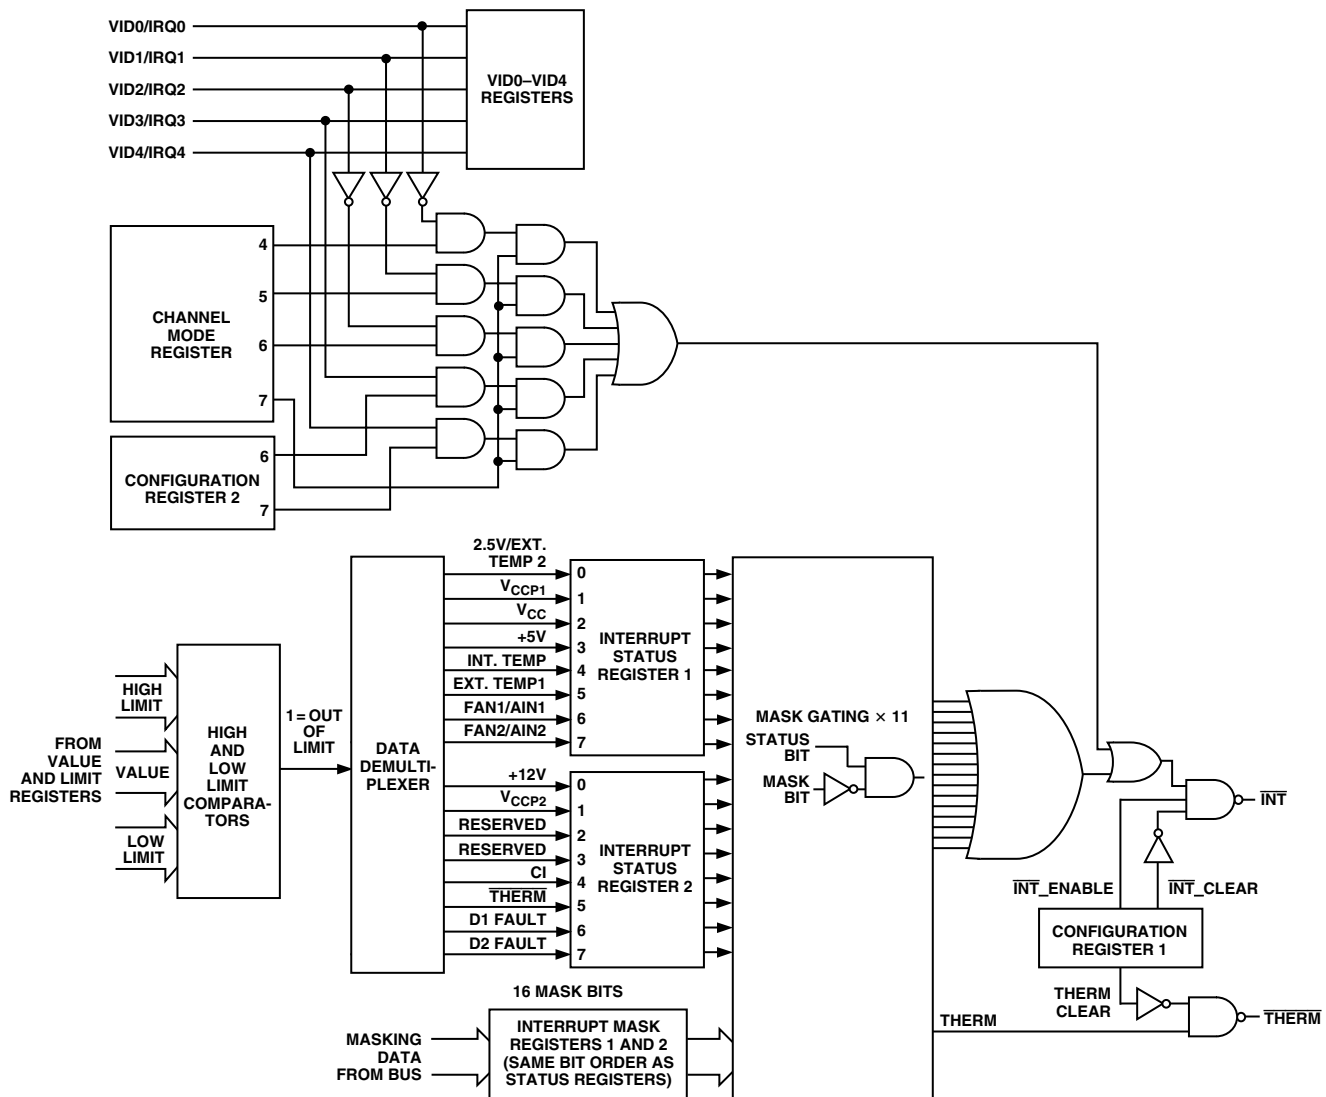 VID0/IRQ0
VID1/IRQ1
VID2/IRQ2
VID3/IRQ3
VID4/IRQ4
VID0–VID4
REGISTERS
CHANNEL
MODE
REGISTER
4
5
6
7
CONFIGURATION
REGISTER 2
6
7
FROM
VALUE
AND LIMIT
REGISTERS
HIGH
LIMIT
VALUE
LOW
LIMIT
HIGH
AND
LOW
LIMIT
COMPARA-
TORS
1 = OUT
OF
LIMIT
DATA
DEMULTI-
PLEXER
2.5V/EXT.
TEMP 2
VCCP1
VCC
+5V
INT. TEMP
EXT. TEMP1
FAN1/AIN1
FAN2/AIN2
0
1
2
3
4
5
6
7
INTERRUPT
STATUS
REGISTER 1
+12V
VCCP2
RESERVED
RESERVED
CI
THERM
D1 FAULT
D2 FAULT
0
1
2
3
4
5
6
7
INTERRUPT
STATUS
REGISTER 2
16 MASK BITS
MASKING
DATA
FROM BUS
INTERRUPT MASK
REGISTERS 1 AND 2
(SAME BIT ORDER AS
STATUS REGISTERS)
MASK GATING × 11
STATUS
BIT
MASK
BIT
INT
INT_ENABLE
INT_CLEAR
CONFIGURATION
REGISTER 1
THERM
CLEAR
THERM
THERM